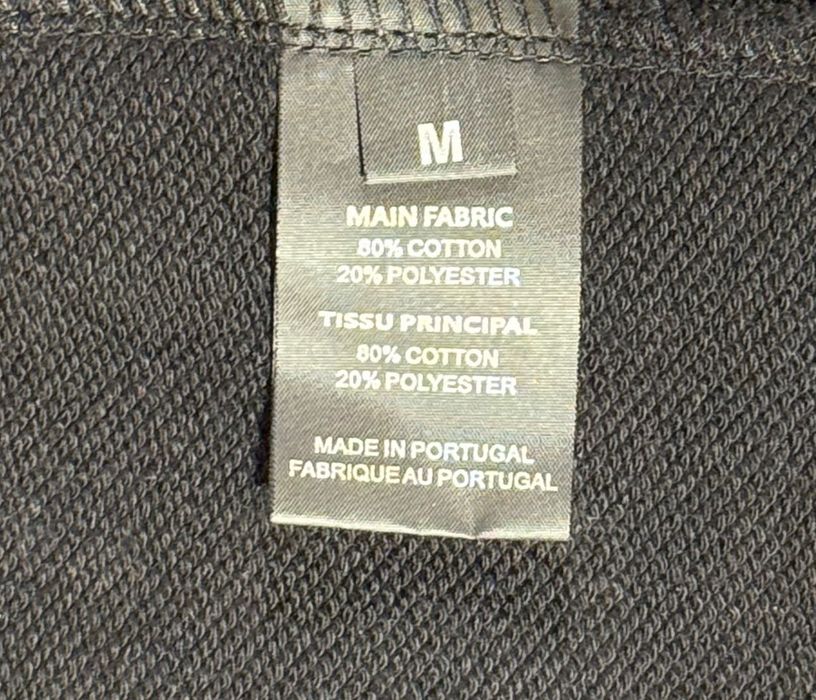 M
MAIN FABRIC
80% COTTON
20% POLYESTER
TISSU PRINCIPAL
80% COTTON
20% POLYESTER
MADE IN PORTUGAL
FABRIQUE AU PORTUGAL